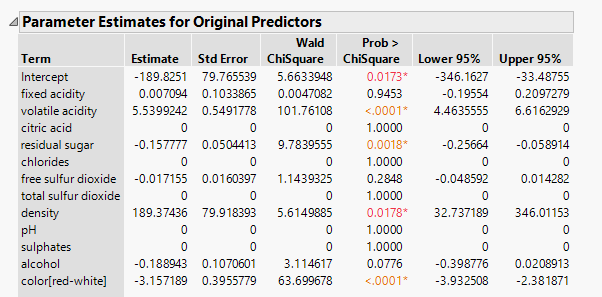 Parameter Estimates for Original Predictors
Wald Prob >
Term Estimate Std Error ChiSquare ChiSquare Lower 95% Upper 95%
Intercept -189.8251 79.765539 5.6633948 0.0173* -346.1627 -33.48755
fixed acidity 0.007094 0.1033865 0.0047082 0.9453 -0.19554 0.2097279
volatile acidity 5.5399242 0.5491778 101.76108 <.0001* 4.4635555 6.6162929
citric acid 0 0 0 1.0000 0 0
residual sugar -0.157777 0.0504413 9.7839555 0.0018* -0.25664 -0.058914
chlorides 0 0 0 1.0000 0 0
free sulfur dioxide -0.017155 0.0160397 1.1439325 0.2848 -0.048592 0.014282
total sulfur dioxide 0 0 0 1.0000 0 0
density 189.37436 79.918393 5.6149885 0.0178* 32.737189 346.01153
pH 0 0 0 1.0000 0 0
sulphates 0 0 0 1.0000 0 0
alcohol -0.188943 0.1070601 3.114617 0.0776 -0.398776 0.0208913
color[red-white] -3.157189 0.3955779 63.699678 <.0001* -3.932508 -2.381871